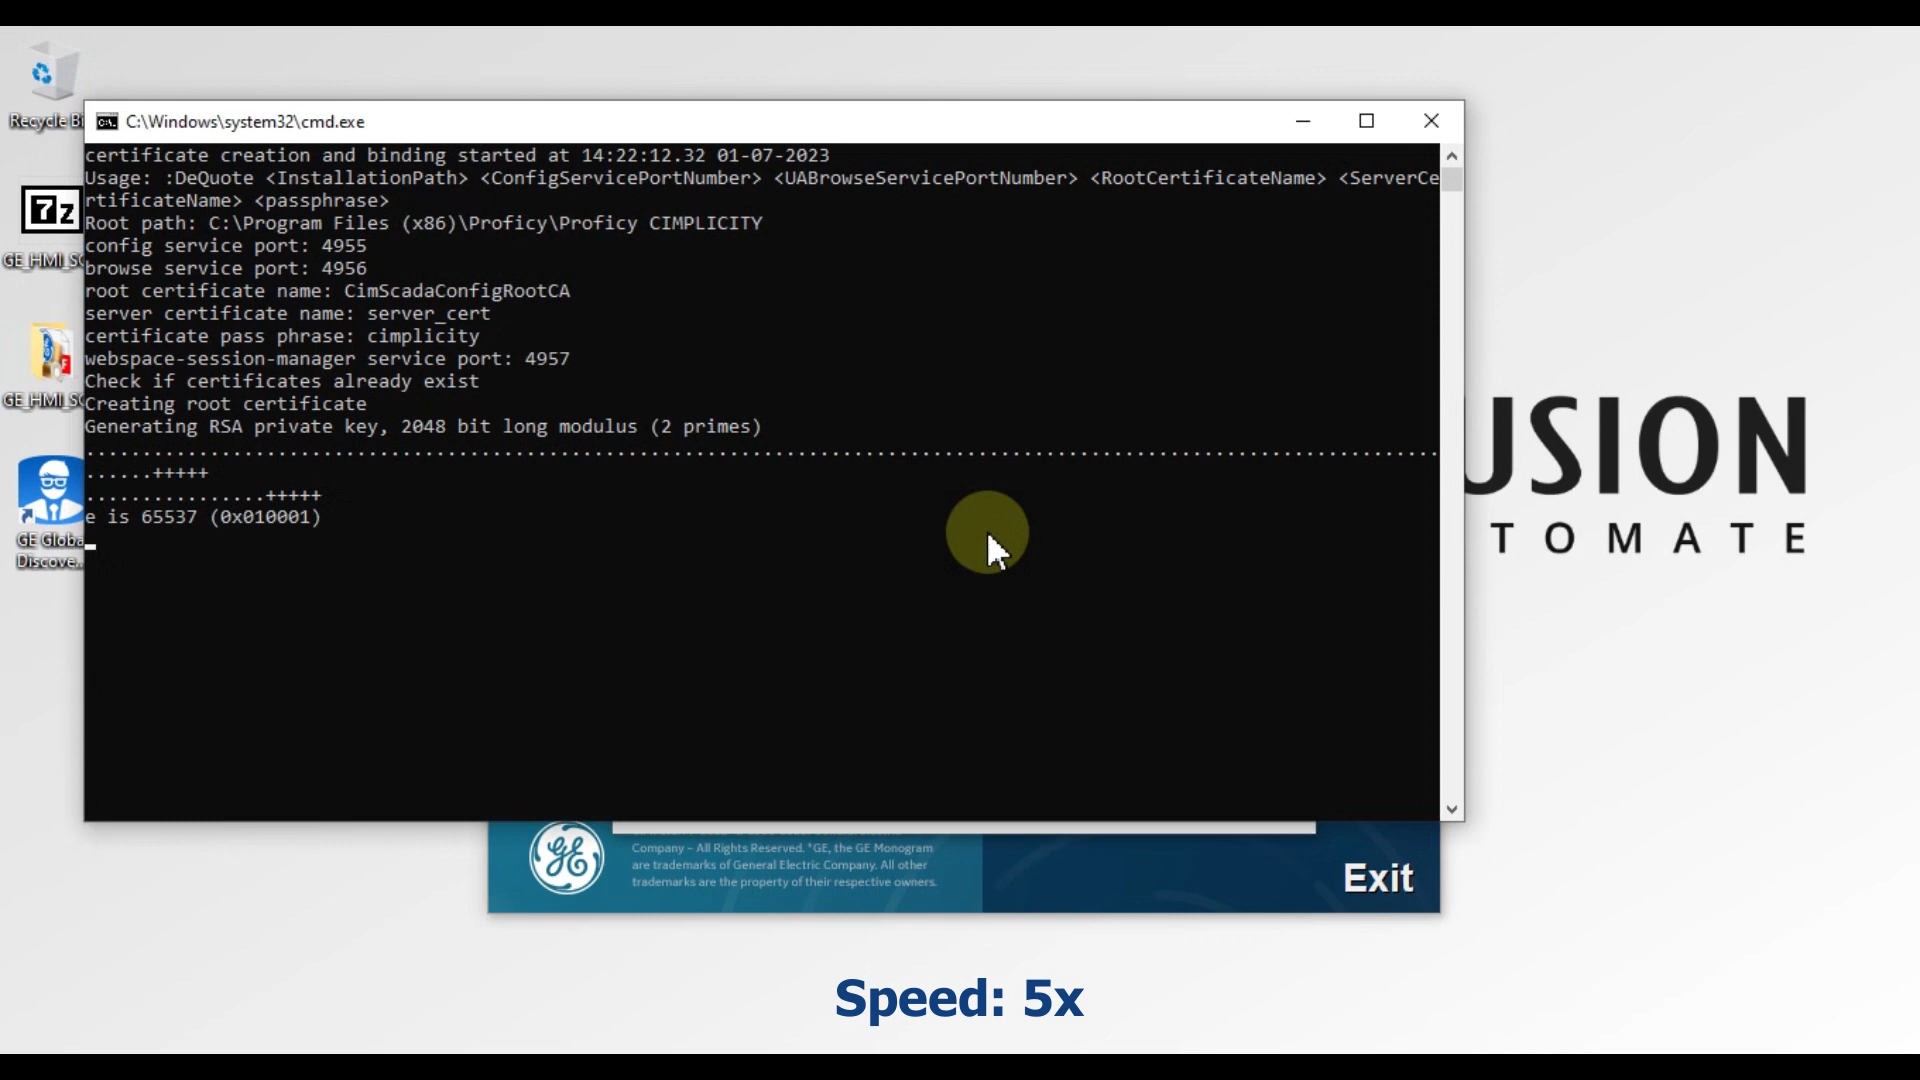 Recycle Bi
C:\Windows\system32\cmd.exe
certificate creation and binding started at 14:22:12.32 01-07-2023
Usage: :DeQuote <InstallationPath> <ConfigServicePortNumber> <UABrowseServicePortNumber> <RootCertificateName> <ServerCe
rtificateName> <passphrase>
Root path: C:\Program Files (x86)\Proficy\Proficy CIMPLICITY
config service port: 4955
browse service port: 4956
root certificate name: CimScadaConfigRootCA
server certificate name: server_cert
certificate pass phrase: cimplicity
webspace-session-manager service port: 4957
Check if certificates already exist
Creating root certificate
Generating RSA private key, 2048 bit long modulus (2 primes)
........................................................................................................................
......+++++
................+++++
e is 65537 (0x010001)
7z
GE_HMI_SC
GE_HMI_SC
GE Globa
Discove...
USION
TOMATE
Company – All Rights Reserved. *GE, the GE Monogram
are trademarks of General Electric Company. All other
trademarks are the property of their respective owners.
Exit
Speed: 5x